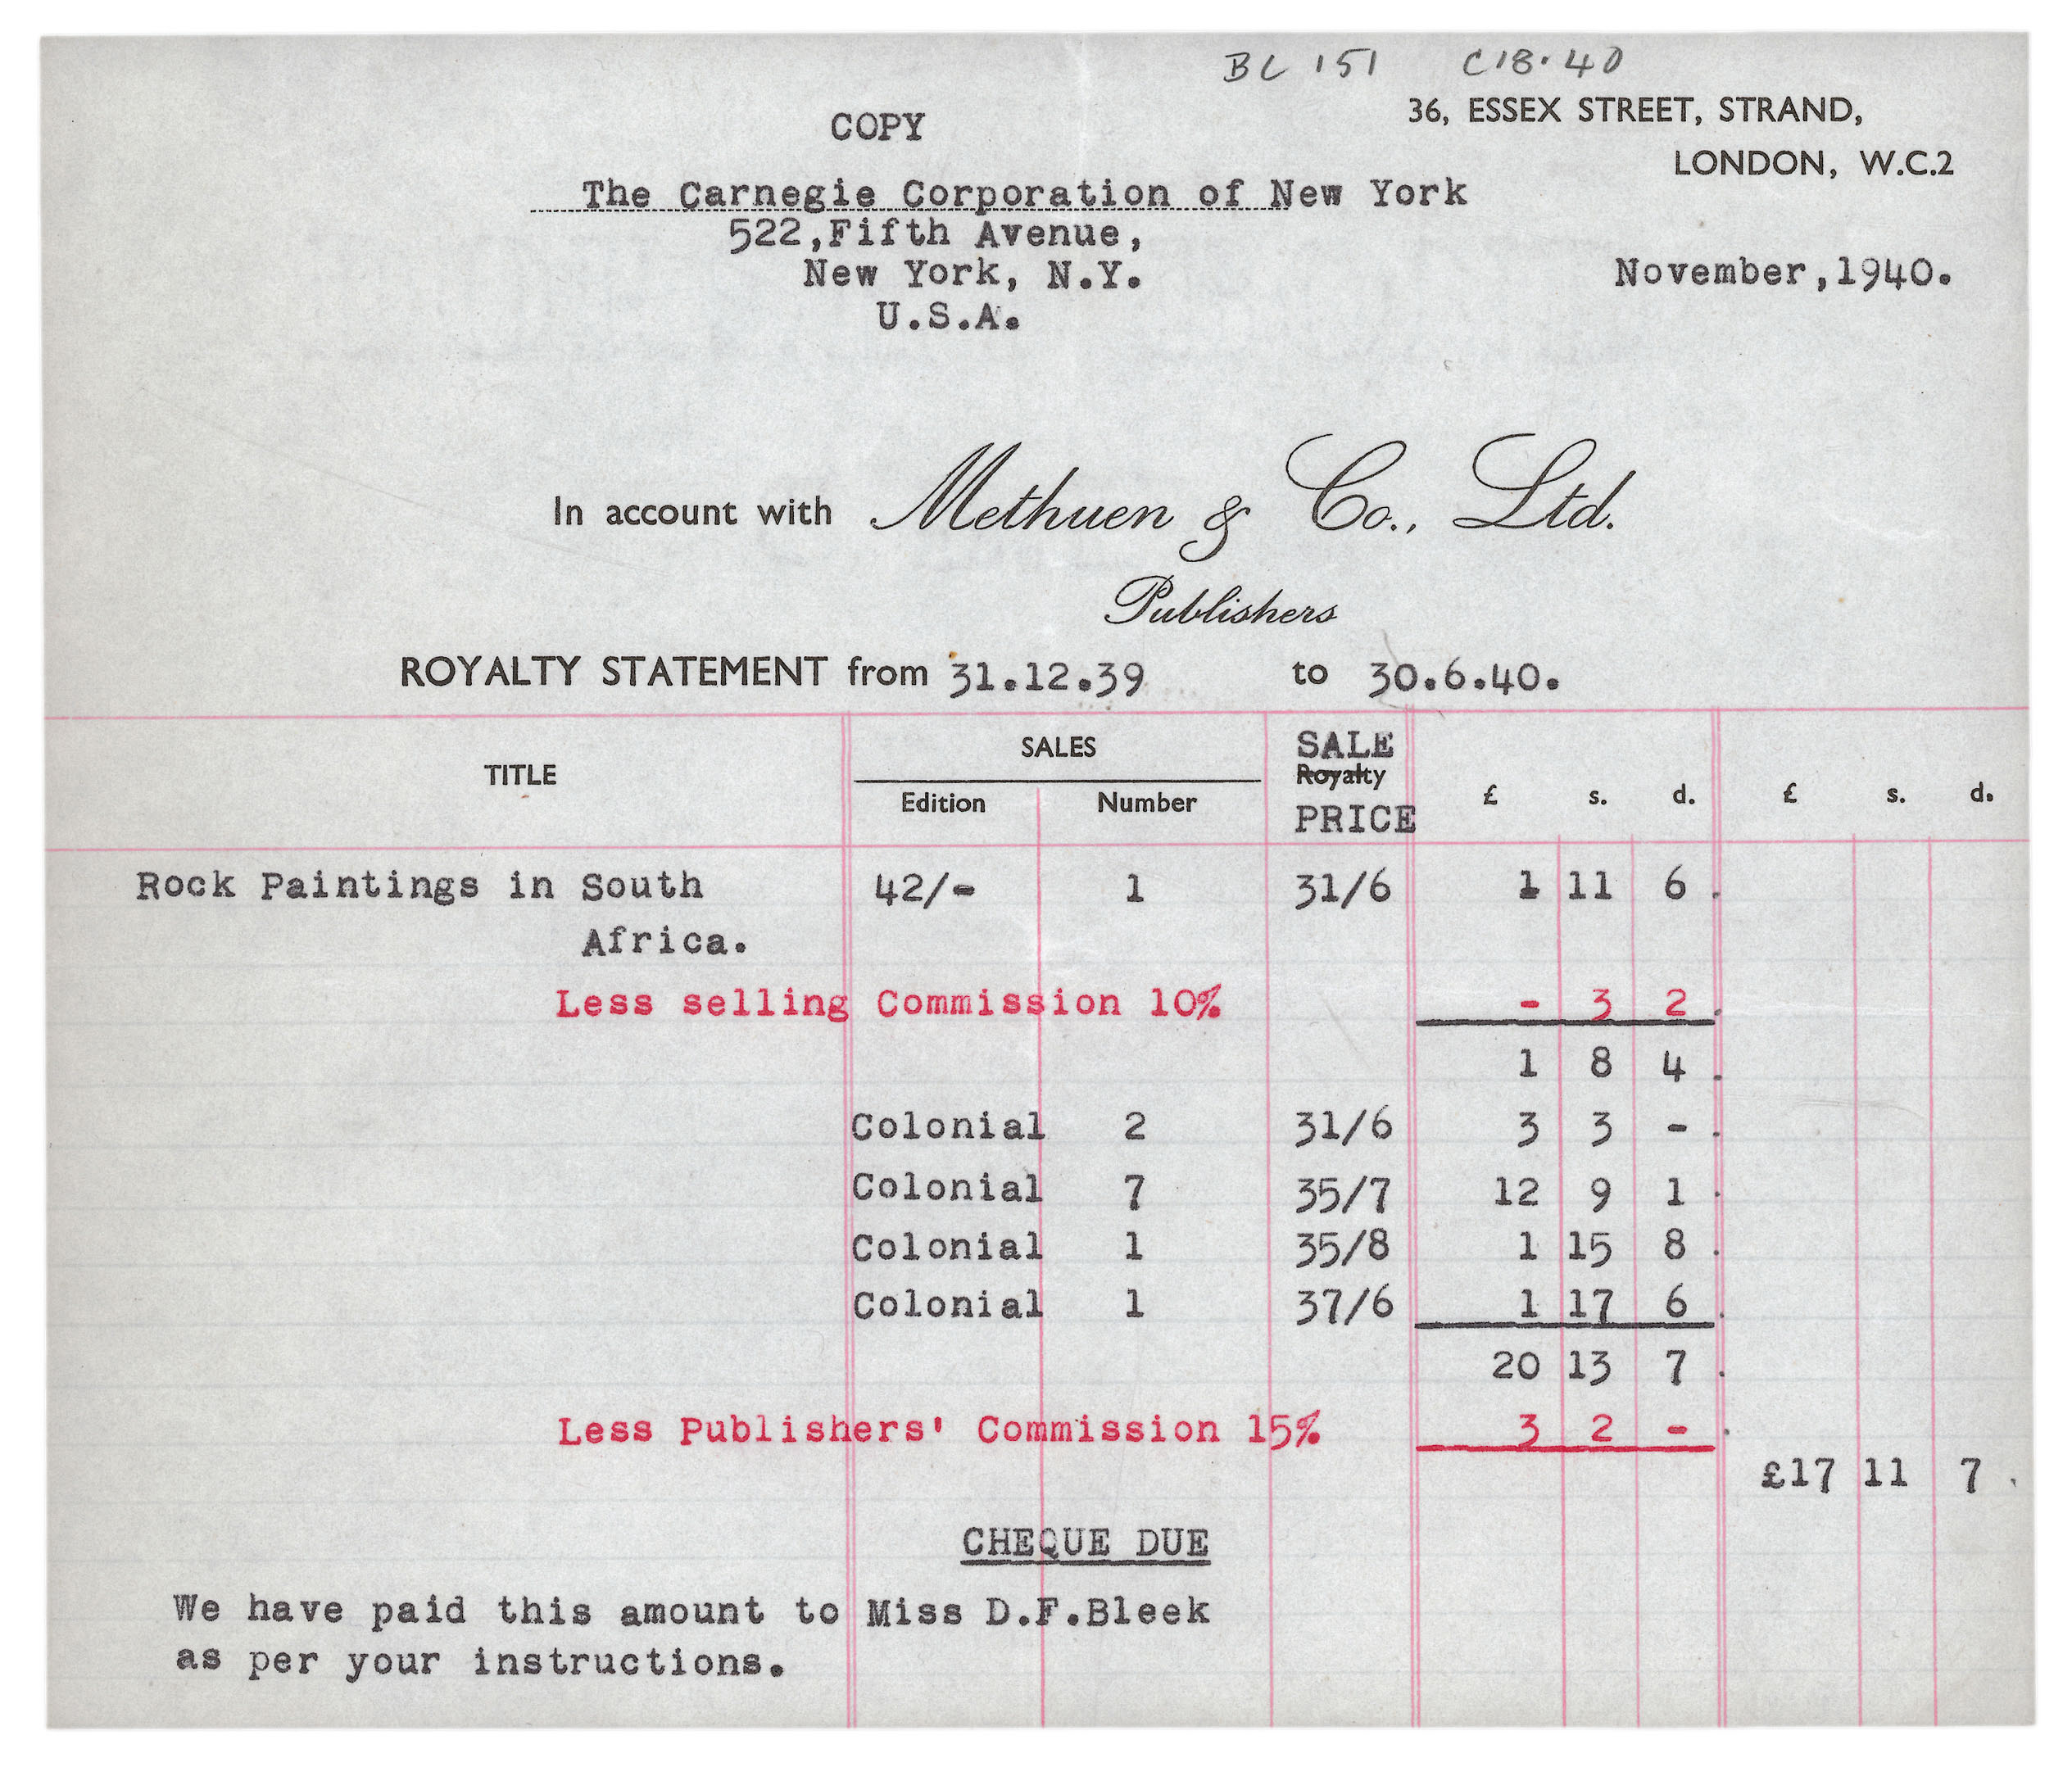 BC 151 C18.40
36, ESSEX STREET, STRAND,
LONDON, W.C.2
COPY
The Carnegie Corporation of New York
522,Fifth Avenue,
New York, N.Y.
U.S.A.
November,1940.
In account with Methuen & Co., Ltd.
Publishers
ROYALTY STATEMENT from 31.12.39 to 30.6.40.
TITLE SALES SALE
Royalty
Edition Number PRICE £ s. d. £ s. d.
Rock Paintings in South 42/- 1 31/6 1 11 6
Africa.
Less selling Commission 10% - 3 2
1 8 4
Colonial 2 31/6 3 3 -
Colonial 7 35/7 12 9 1
Colonial 1 35/8 1 15 8
Colonial 1 37/6 1 17 6
20 13 7
Less Publishers' Commission 15% 3 2 -
£17 11 7
CHEQUE DUE
We have paid this amount to Miss D.F.Bleek
as per your instructions.